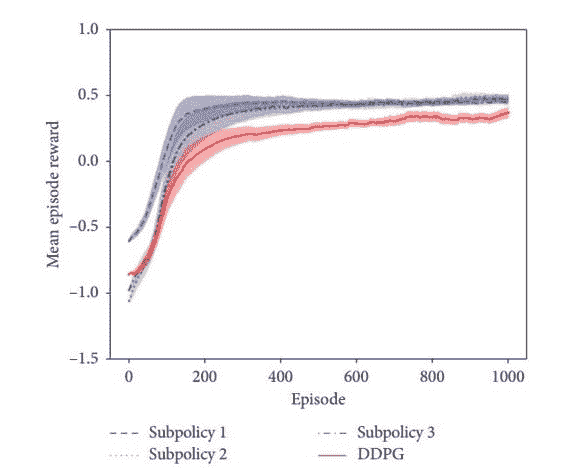 1.0
0.5
0.0
−0.5
−1.0
−1.5
Mean episode reward
0 200 400 600 800 1000
Episode
Subpolicy 1 Subpolicy 3
Subpolicy 2 DDPG